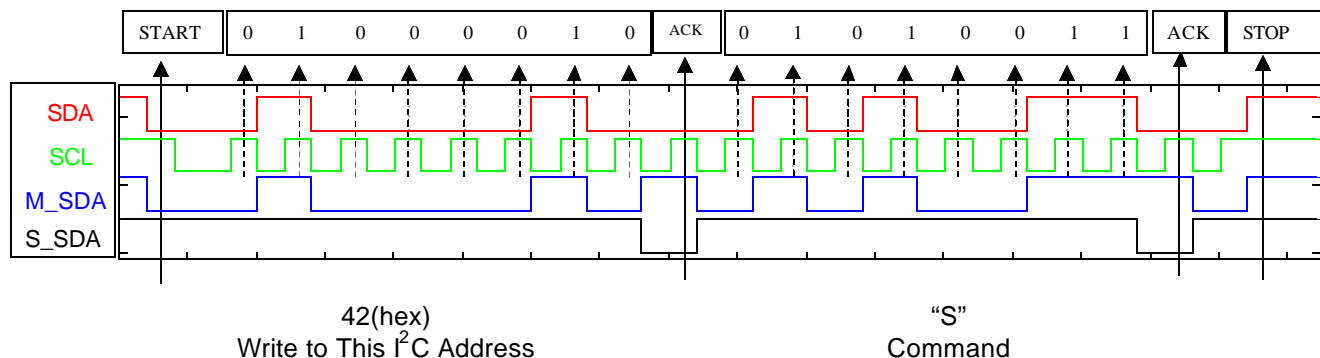 START 0 1 0 0 0 0 1 0 ACK 0 1 0 1 0 0 1 1 ACK STOP
SDA
SCL
M_SDA
S_SDA
42(hex) “S”
Write to This I²C Address Command